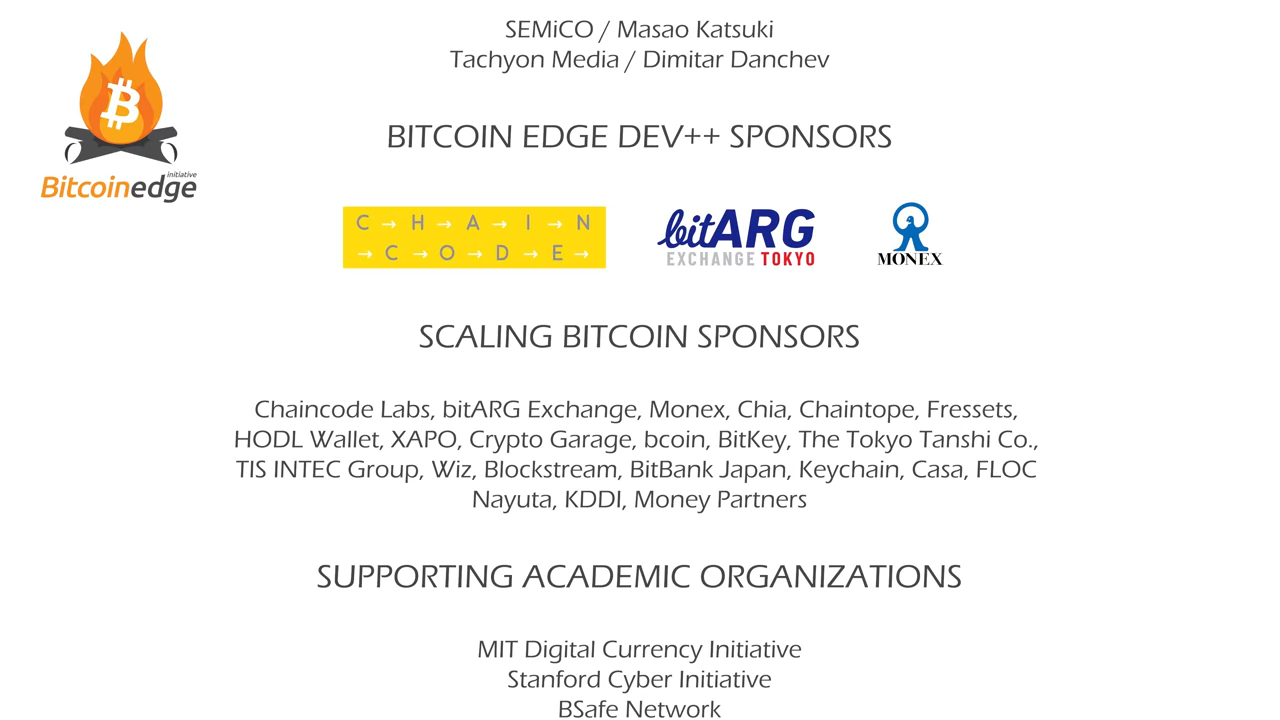 SEMiCO / Masao Katsuki
Tachyon Media / Dimitar Danchev
initiative
Bitcoinedge
BITCOIN EDGE DEV++ SPONSORS
C → H → A → I → N
→ C → O → D → E →
bitARG
EXCHANGE TOKYO
MONEX
SCALING BITCOIN SPONSORS
Chaincode Labs, bitARG Exchange, Monex, Chia, Chaintope, Fressets,
HODL Wallet, XAPO, Crypto Garage, bcoin, BitKey, The Tokyo Tanshi Co.,
TIS INTEC Group, Wiz, Blockstream, BitBank Japan, Keychain, Casa, FLOC
Nayuta, KDDI, Money Partners
SUPPORTING ACADEMIC ORGANIZATIONS
MIT Digital Currency Initiative
Stanford Cyber Initiative
BSafe Network